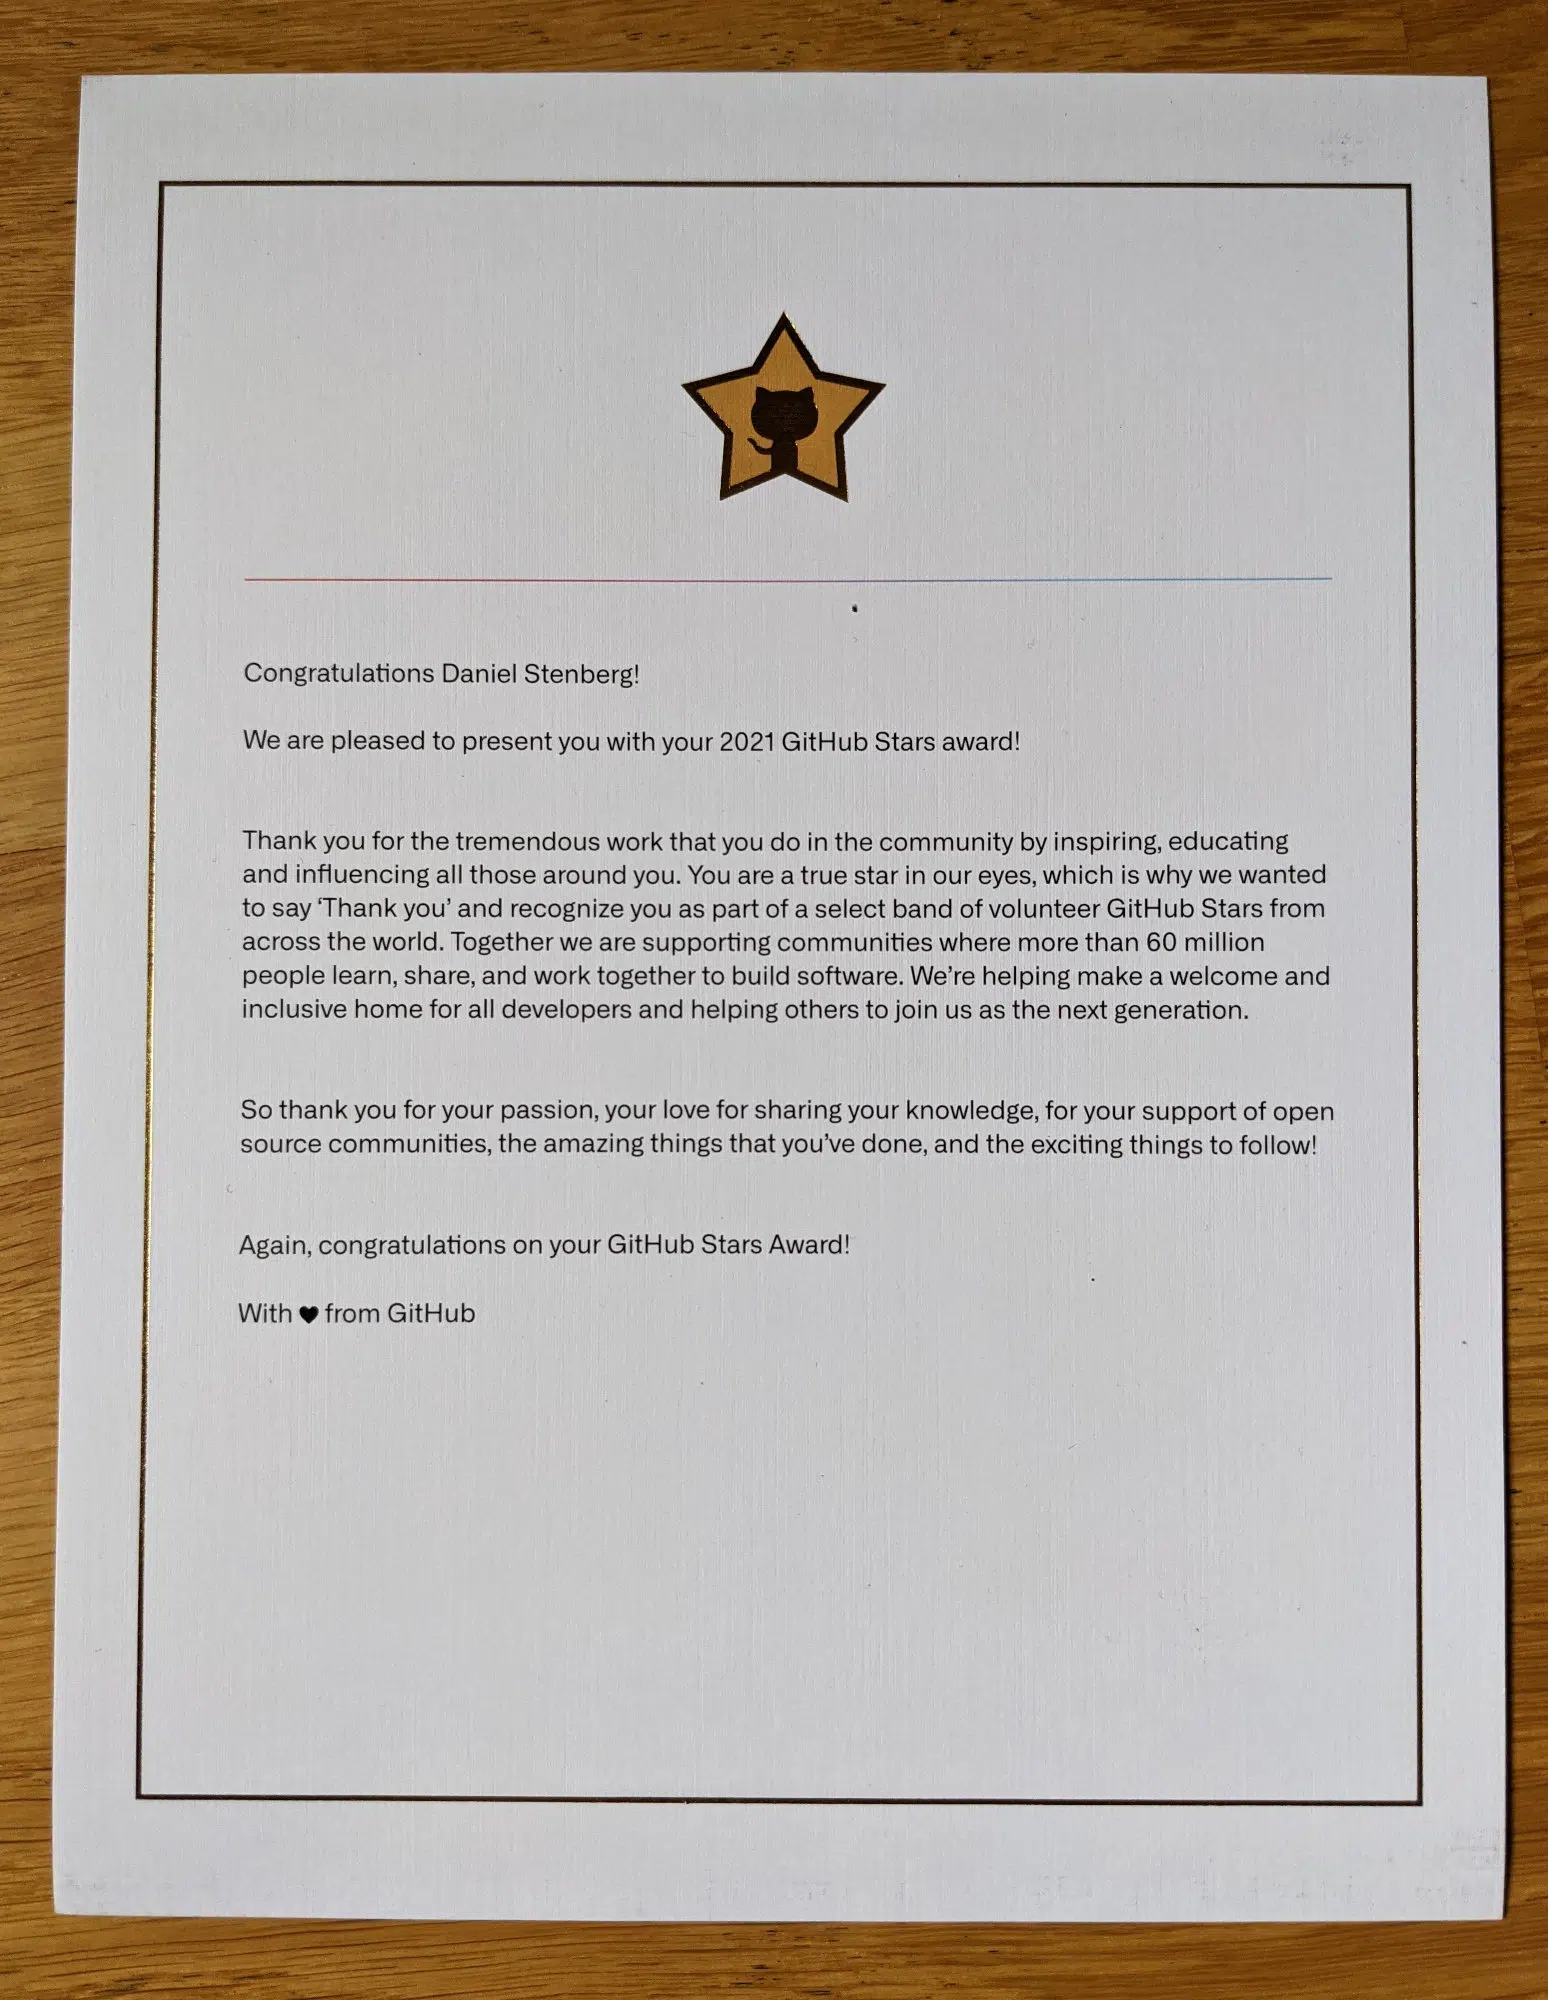 Congratulations Daniel Stenberg!
We are pleased to present you with your 2021 GitHub Stars award!
Thank you for the tremendous work that you do in the community by inspiring, educating
and influencing all those around you. You are a true star in our eyes, which is why we wanted
to say ‘Thank you’ and recognize you as part of a select band of volunteer GitHub Stars from
across the world. Together we are supporting communities where more than 60 million
people learn, share, and work together to build software. We’re helping make a welcome and
inclusive home for all developers and helping others to join us as the next generation.
So thank you for your passion, your love for sharing your knowledge, for your support of open
source communities, the amazing things that you’ve done, and the exciting things to follow!
Again, congratulations on your GitHub Stars Award!
With ♥ from GitHub